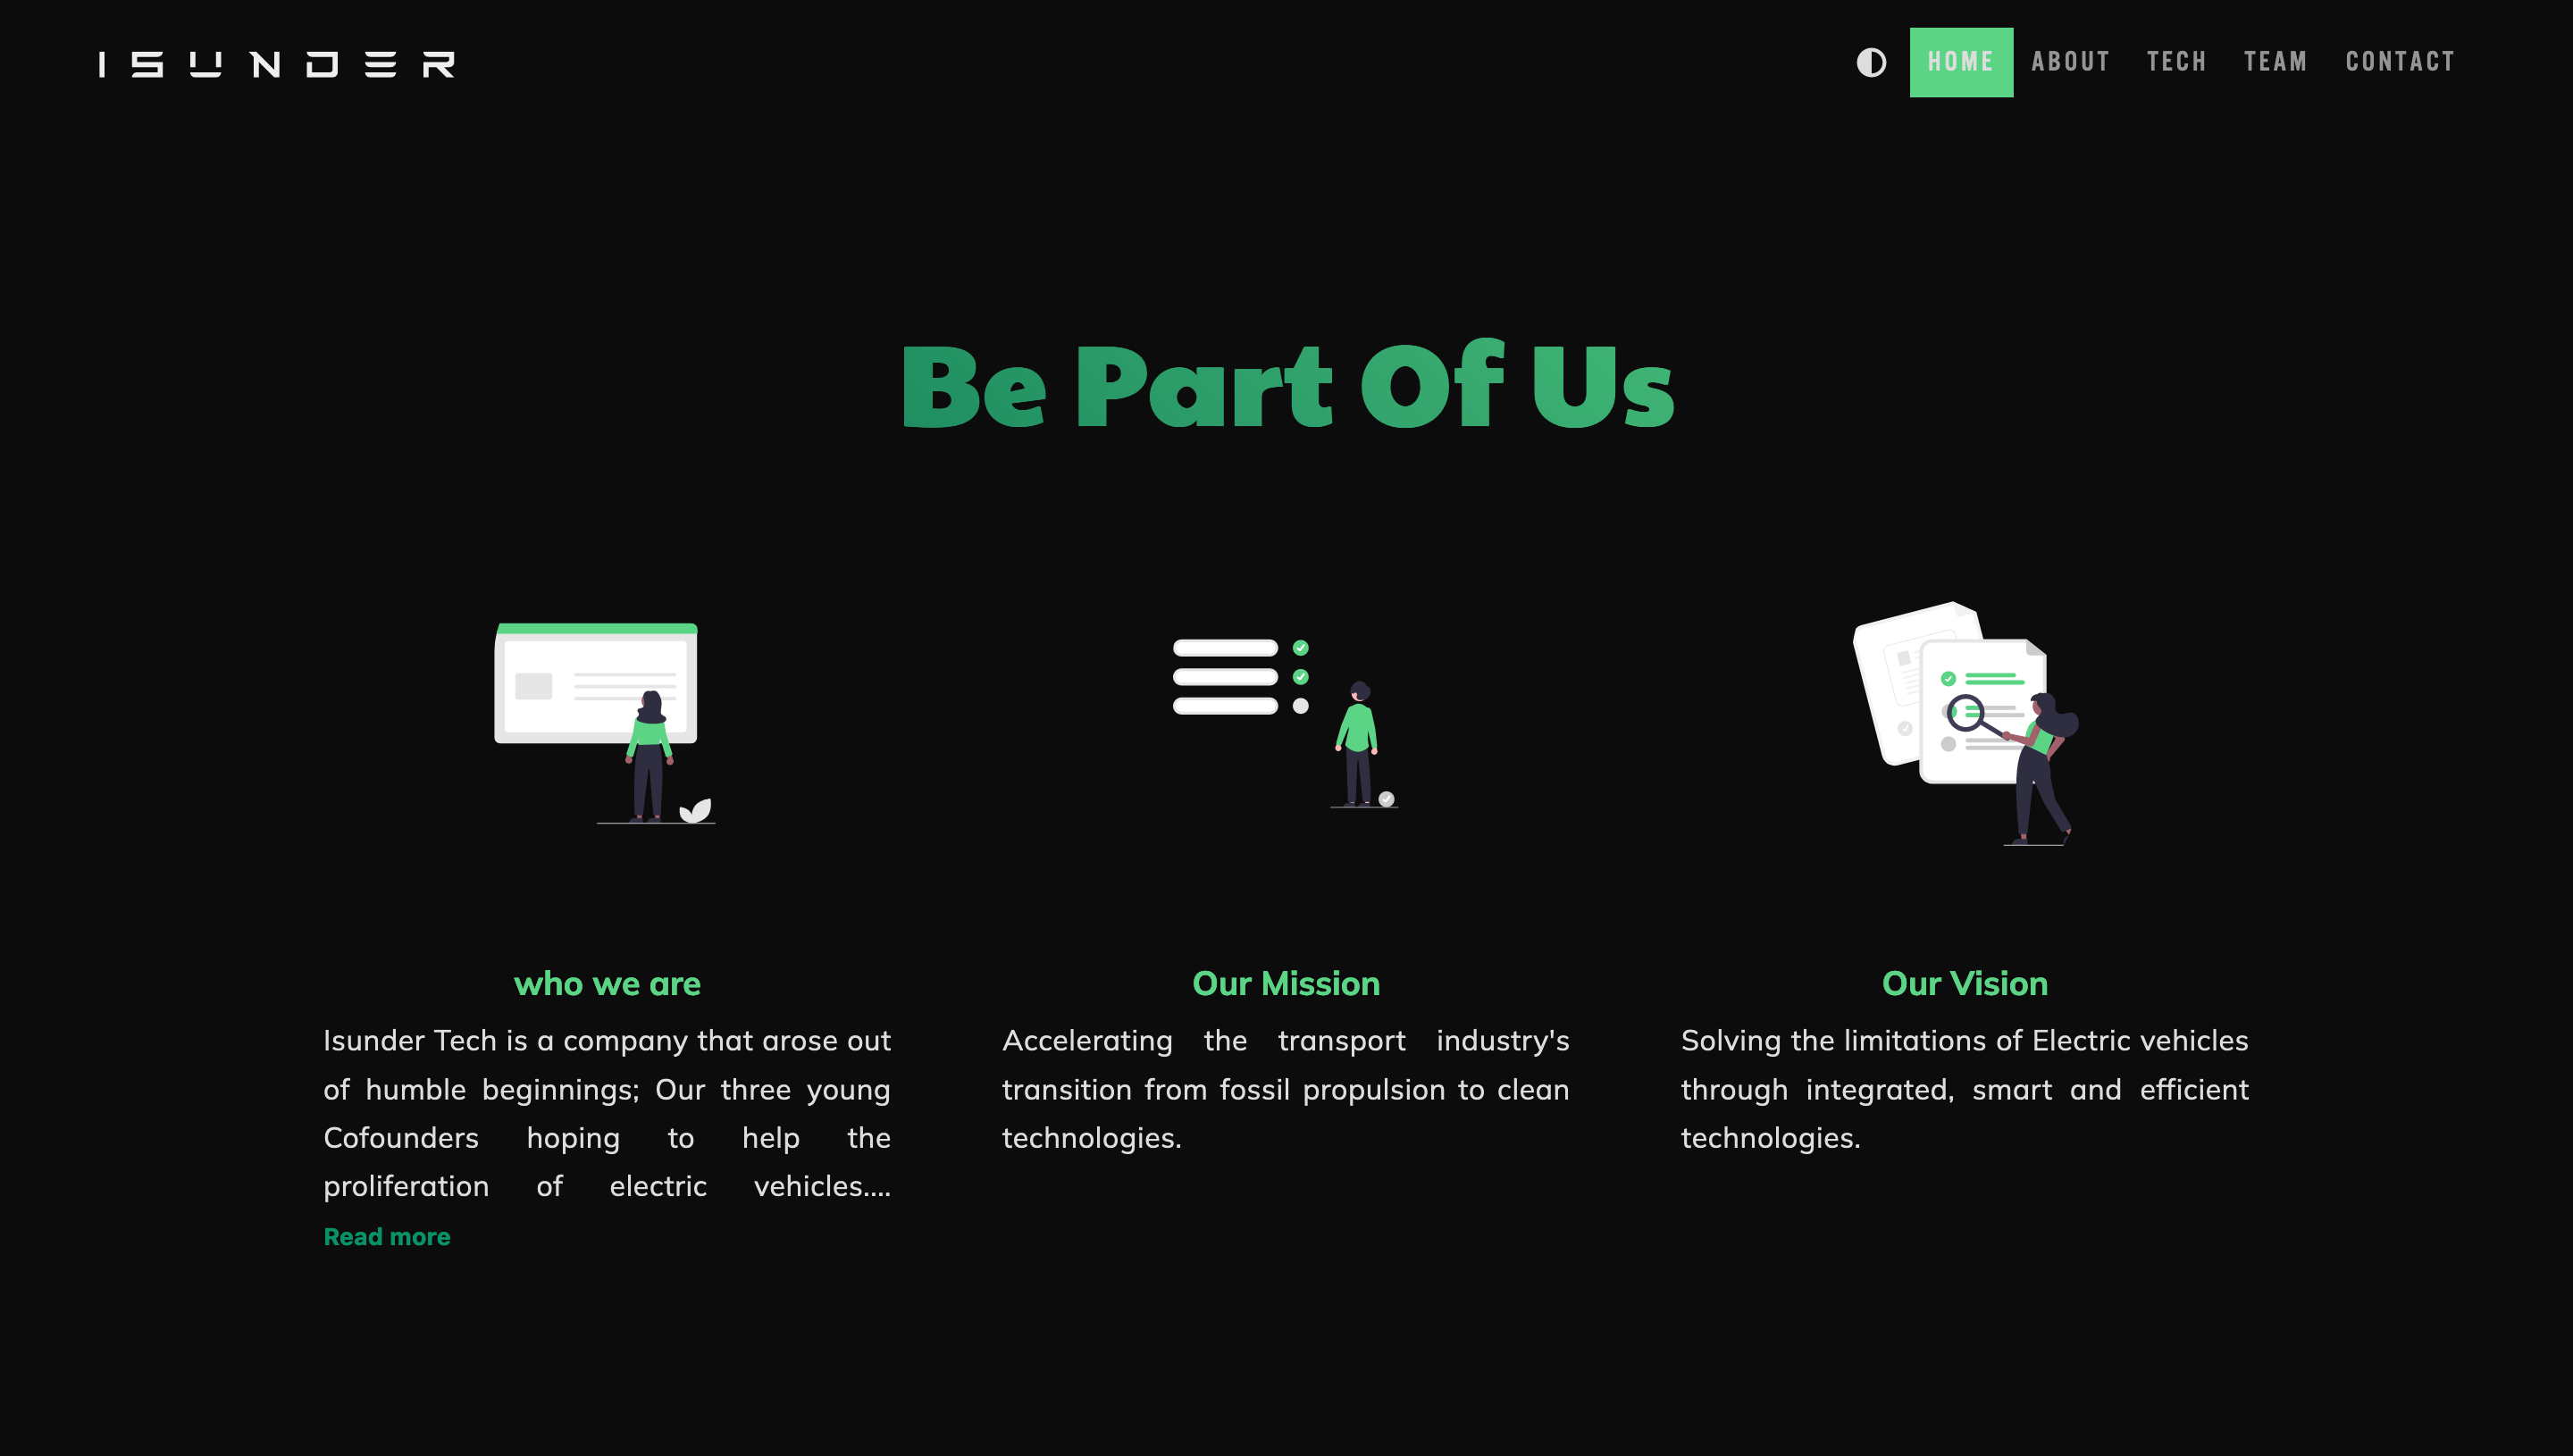 ISUNDER
HOME ABOUT TECH TEAM CONTACT
Be Part Of Us
who we are
Isunder Tech is a company that arose out
of humble beginnings; Our three young
Cofounders hoping to help the
proliferation of electric vehicles....
Read more
Our Mission
Accelerating the transport industry's
transition from fossil propulsion to clean
technologies.
Our Vision
Solving the limitations of Electric vehicles
through integrated, smart and efficient
technologies.